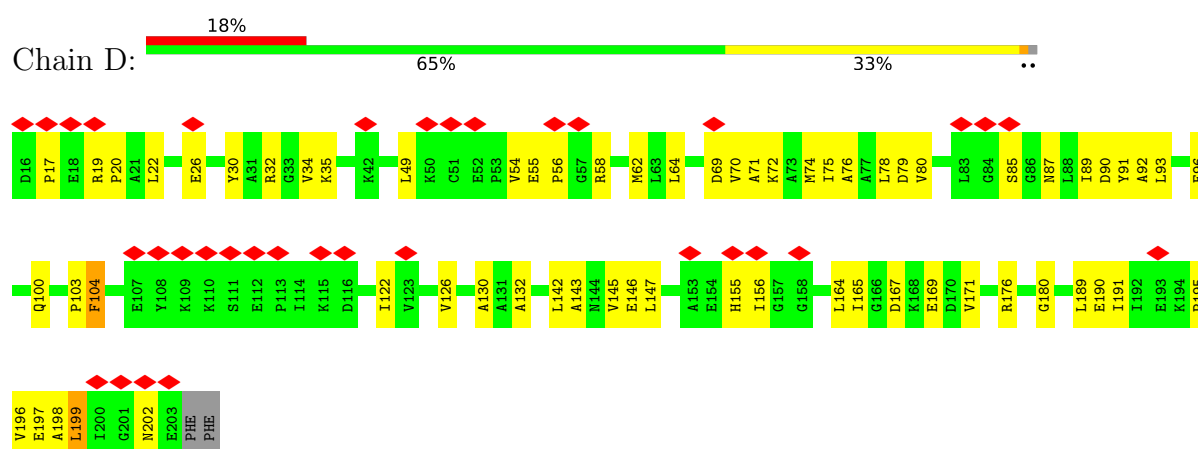 18%
Chain D:
65% 33% ••
D16 P17 E18 R19 P20 A21 L22 E26 Y30 A31 R32 G33 V34 K35 K42 L49 K50 C51 E52 P53 V54 E55 P56 G57 R58 M62 L63 L64 D69 V70 A71 K72 A73 M74 I75 A76 A77 L78 D79 V80 L83 G84 S85 G86 N87 L88 I89 D90 Y91 A92 L93
Q100 P103 F104 E107 Y108 K109 K110 S111 E112 P113 I114 K115 D116 I122 V123 V126 A130 A131 A132 L142 A143 N144 V145 E146 L147 A153 E154 H155 I156 G157 G158 L164 I165 G166 D167 K168 E169 D170 V171 R176 G180 L189 E190 I191 I192 E193 K194
V196 E197 A198 L199 I200 G201 N202 E203 PHE PHE